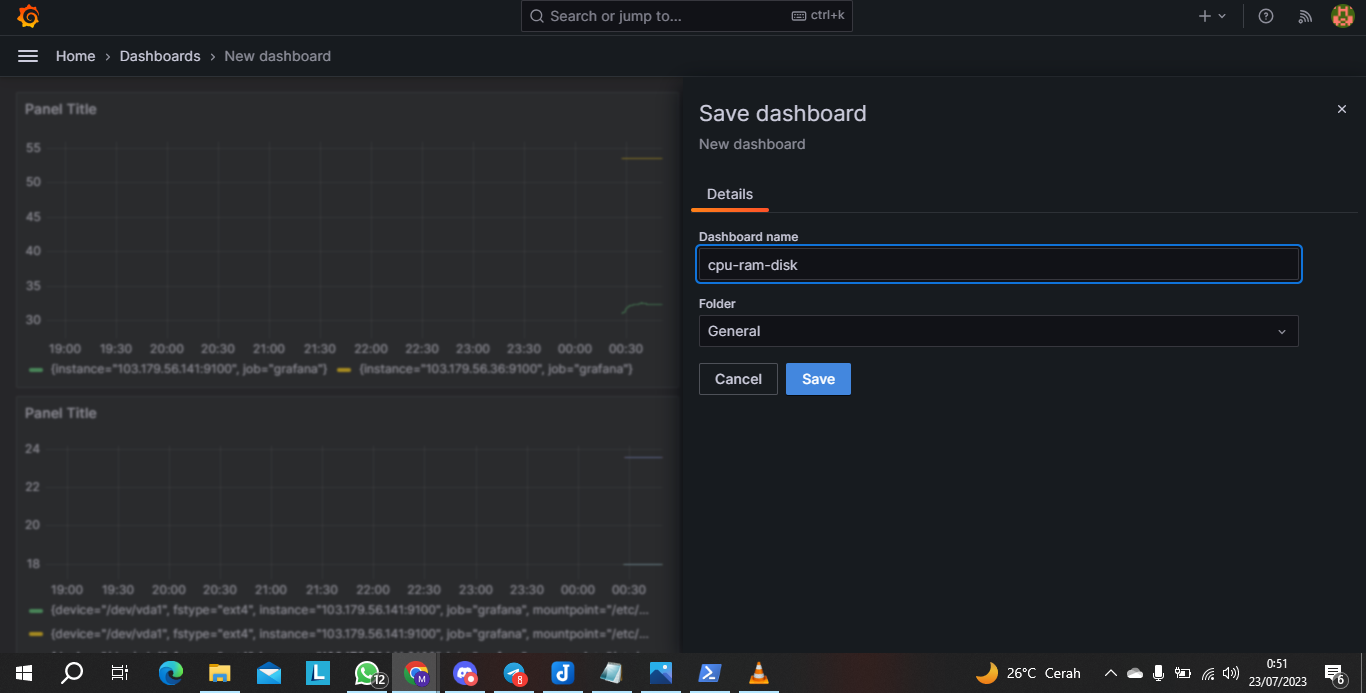 Search or jump to... ctrl+k
Home › Dashboards › New dashboard
Panel Title
55
50
45
40
35
30
19:00 19:30 20:00 20:30 21:00 21:30 22:00 22:30 23:00 23:30 00:00 00:30
{instance="103.179.56.141:9100", job="grafana"} {instance="103.179.56.36:9100", job="grafana"}
Panel Title
24
22
20
18
19:00 19:30 20:00 20:30 21:00 21:30 22:00 22:30 23:00 23:30 00:00 00:30
{device="/dev/vda1", fstype="ext4", instance="103.179.56.141:9100", job="grafana", mountpoint="/etc/...
{device="/dev/vda1", fstype="ext4", instance="103.179.56.141:9100", job="grafana", mountpoint="/etc/...
Save dashboard
New dashboard
Details
Dashboard name
cpu-ram-disk
Folder
General
Cancel Save
L 12 M 8 26°C Cerah
0:51
23/07/2023
6